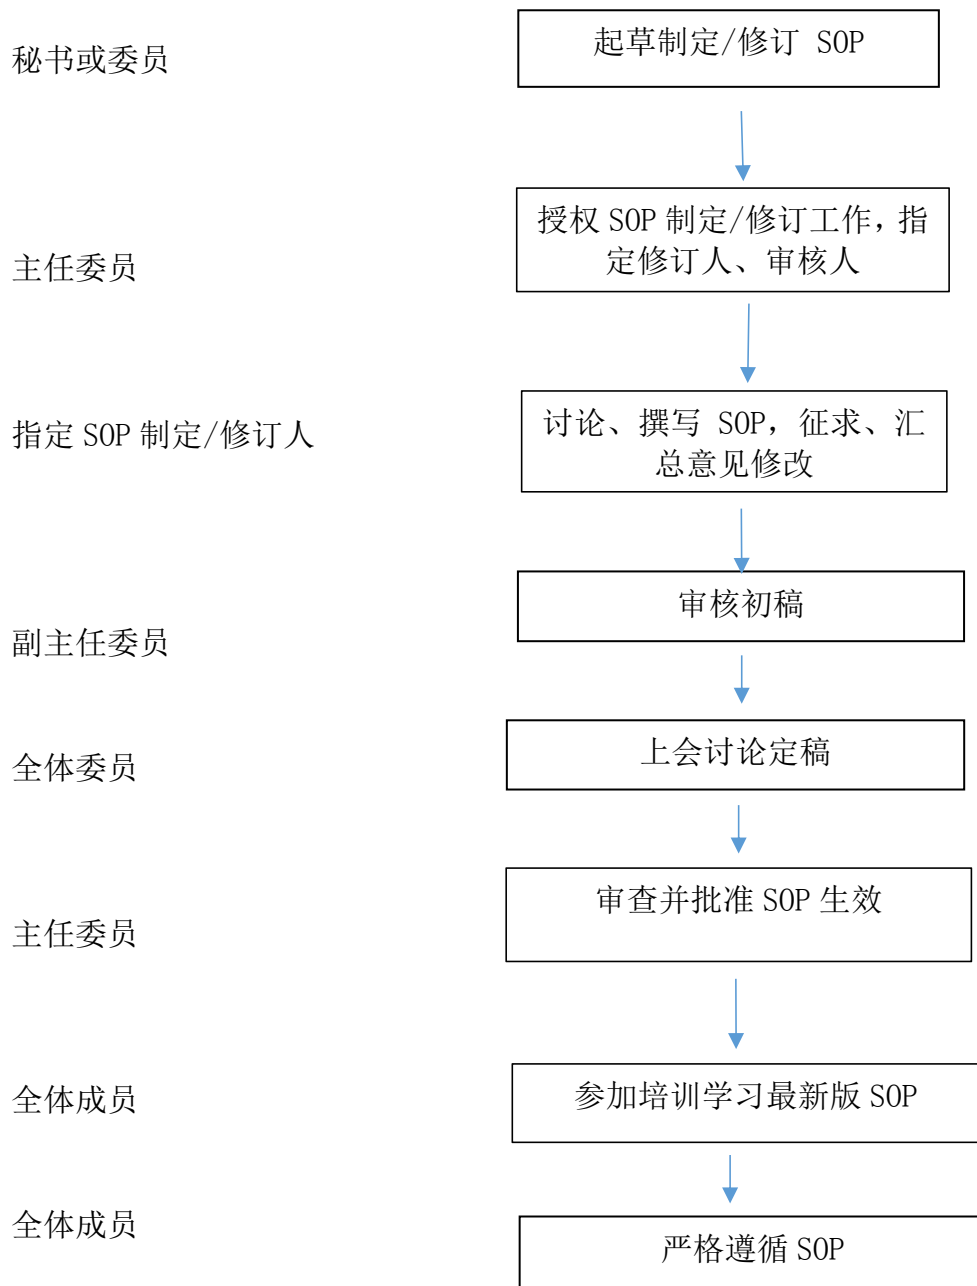 秘书或委员
起草制定/修订 SOP
主任委员
授权 SOP 制定/修订工作，指
定修订人、审核人
指定 SOP 制定/修订人
讨论、撰写 SOP，征求、汇
总意见修改
副主任委员
审核初稿
全体委员
上会讨论定稿
主任委员
审查并批准 SOP 生效
全体成员
参加培训学习最新版 SOP
全体成员
严格遵循 SOP